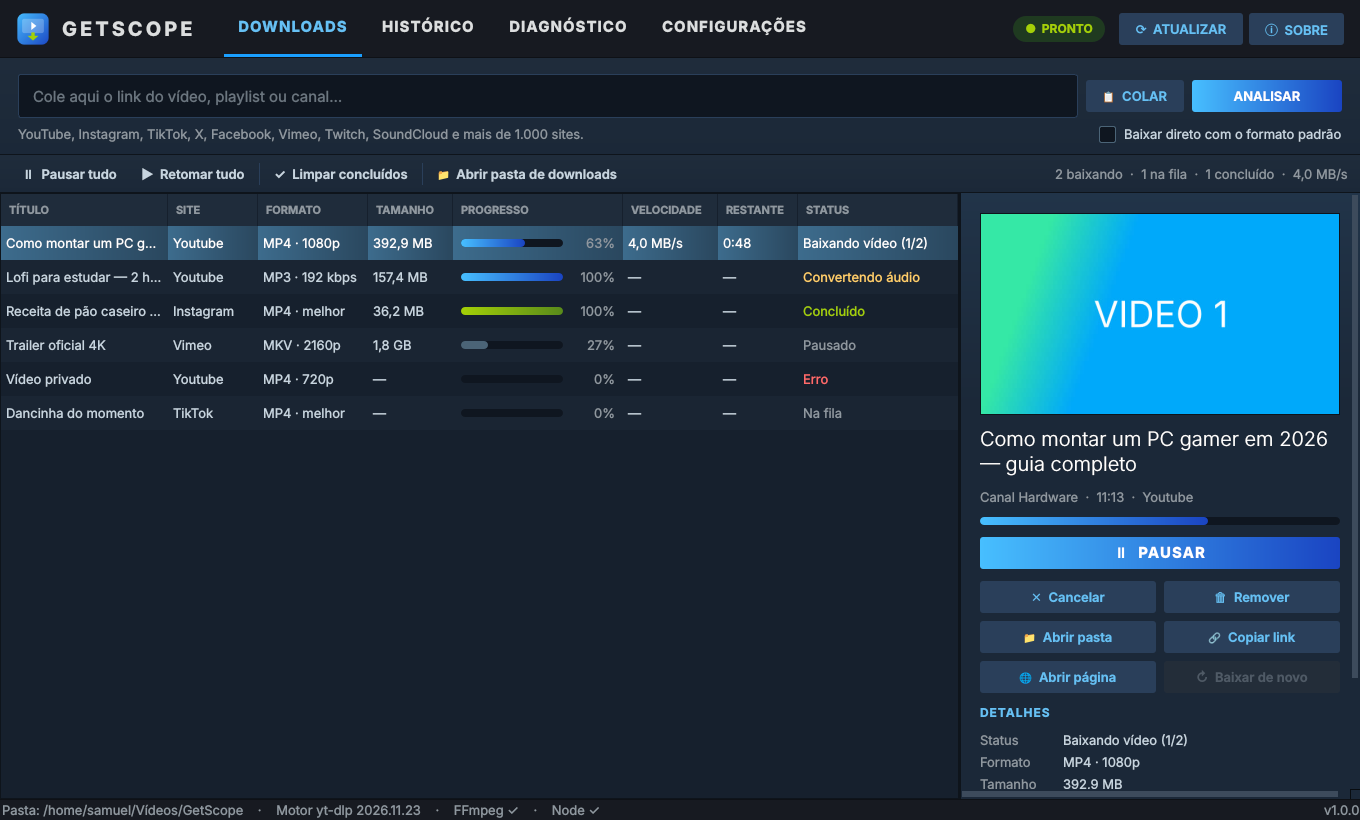 GETSCOPE
DOWNLOADS HISTÓRICO DIAGNÓSTICO CONFIGURAÇÕES
PRONTO
ATUALIZAR
SOBRE
Cole aqui o link do vídeo, playlist ou canal...
COLAR
ANALISAR
YouTube, Instagram, TikTok, X, Facebook, Vimeo, Twitch, SoundCloud e mais de 1.000 sites.
Baixar direto com o formato padrão
Pausar tudo
Retomar tudo
Limpar concluídos
Abrir pasta de downloads
2 baixando · 1 na fila · 1 concluído · 4,0 MB/s
TÍTULO SITE FORMATO TAMANHO PROGRESSO VELOCIDADE RESTANTE STATUS
Como montar um PC g... Youtube MP4 · 1080p 392,9 MB 63% 4,0 MB/s 0:48 Baixando vídeo (1/2)
Lofi para estudar — 2 h... Youtube MP3 · 192 kbps 157,4 MB 100% — — Convertendo áudio
Receita de pão caseiro ... Instagram MP4 · melhor 36,2 MB 100% — — Concluído
Trailer oficial 4K Vimeo MKV · 2160p 1,8 GB 27% — — Pausado
Vídeo privado Youtube MP4 · 720p — 0% — — Erro
Dancinha do momento TikTok MP4 · melhor — 0% — — Na fila
VIDEO 1
Como montar um PC gamer em 2026
— guia completo
Canal Hardware · 11:13 · Youtube
PAUSAR
Cancelar
Remover
Abrir pasta
Copiar link
Abrir página
Baixar de novo
DETALHES
Status Baixando vídeo (1/2)
Formato MP4 · 1080p
Tamanho 392.9 MB
Pasta: /home/samuel/Vídeos/GetScope · Motor yt-dlp 2026.11.23 · FFmpeg ✓ · Node ✓
v1.0.0